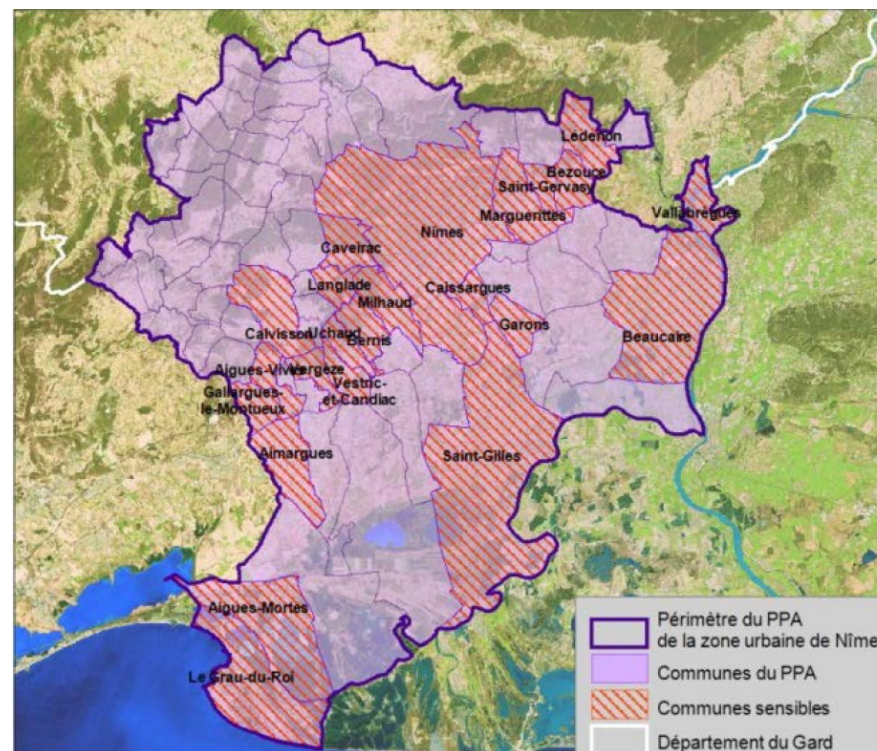 Lédenon
Bezouce
Saint-Gervasy
Vallabrègues
Marguerittes
Nîmes
Caveirac
Langlade
Caissargues
Milhaud
Garons
Calvisson
Uchaud
Bernis
Beaucaire
Aigues-Vives
Vergèze
Gallargues-
le-Montueux
Vestric-
et-Candiac
Aimargues
Saint-Gilles
Aigues-Mortes
Le Grau-du-Roi
Périmètre du PPA
de la zone urbaine de Nîme
Communes du PPA
Communes sensibles
Département du Gard